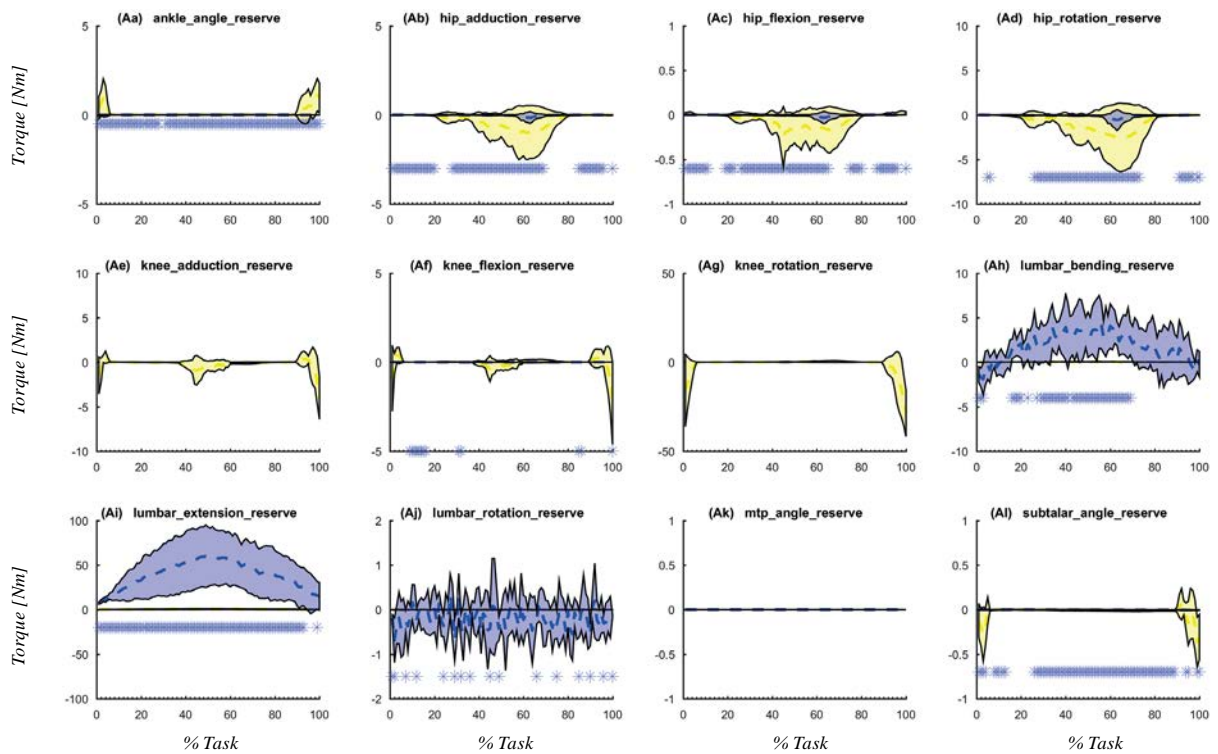 (Aa) ankle_angle_reserve
(Ab) hip_adduction_reserve
(Ac) hip_flexion_reserve
(Ad) hip_rotation_reserve
Torque [Nm]
5
0
-5
0 20 40 60 80 100
5
0
-5
0 20 40 60 80 100
1
0.5
0
-0.5
-1
0 20 40 60 80 100
10
5
0
-5
-10
0 20 40 60 80 100
(Ae) knee_adduction_reserve
(Af) knee_flexion_reserve
(Ag) knee_rotation_reserve
(Ah) lumbar_bending_reserve
Torque [Nm]
10
5
0
-5
-10
0 20 40 60 80 100
5
0
-5
0 20 40 60 80 100
50
0
-50
0 20 40 60 80 100
10
5
0
-5
-10
0 20 40 60 80 100
(Ai) lumbar_extension_reserve
(Aj) lumbar_rotation_reserve
(Ak) mtp_angle_reserve
(Al) subtalar_angle_reserve
Torque [Nm]
100
50
0
-50
-100
0 20 40 60 80 100
2
1
0
-1
-2
0 20 40 60 80 100
1
0.5
0
-0.5
-1
0 20 40 60 80 100
1
0.5
0
-0.5
-1
0 20 40 60 80 100
% Task
% Task
% Task
% Task